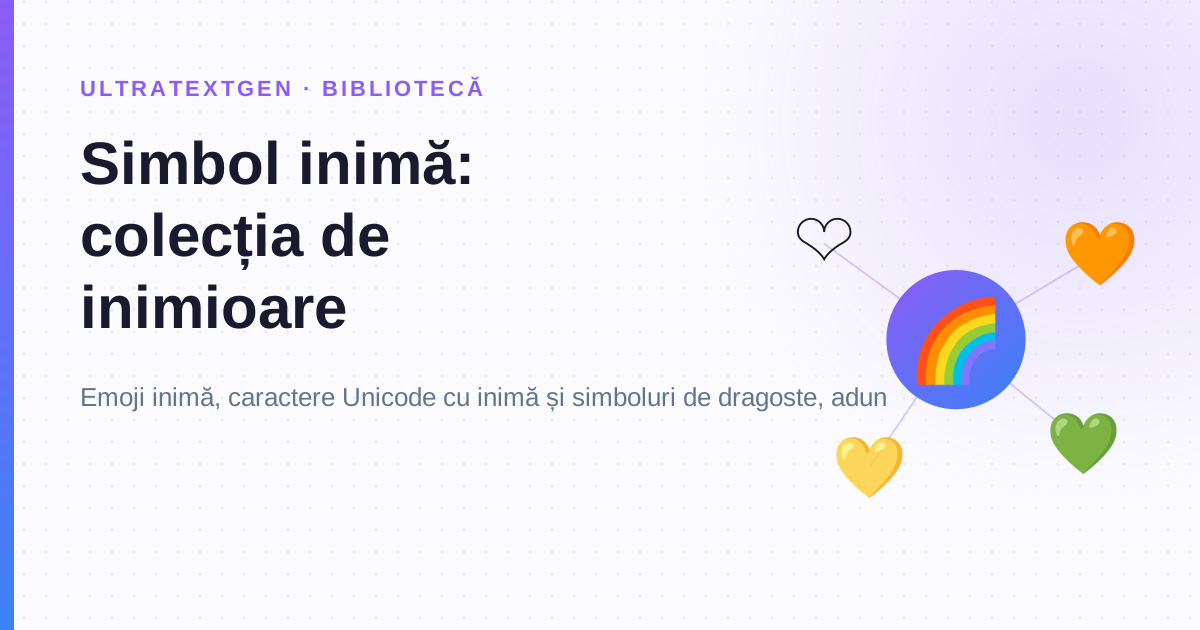 ULTRATEXTGEN · BIBLIOTECĂ
Simbol inimă:
colecția de
inimioare
Emoji inimă, caractere Unicode cu inimă și simboluri de dragoste, adun